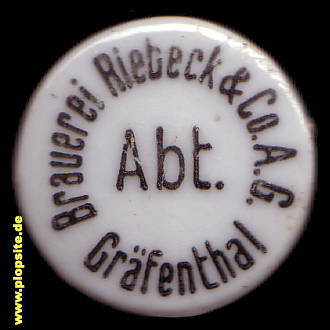 Brauerei Riebeck & Co. A.G.
Abt.
Gräfenthal
www.plopsite.de